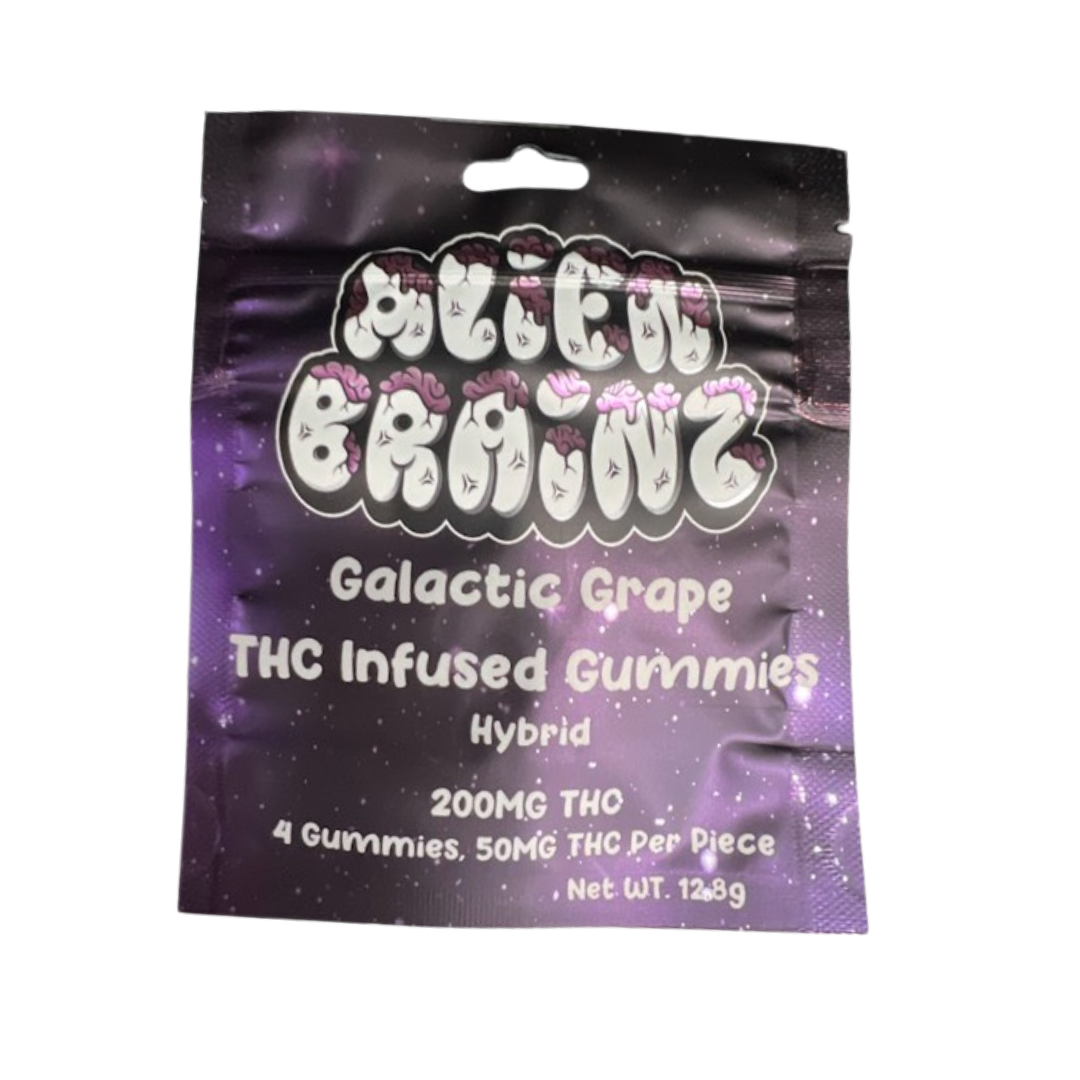 ALiEN
BRAiNZ
Galactic Grape
THC Infused Gummies
Hybrid
200MG THC
4 Gummies, 50MG THC Per Piece
Net WT. 12.8g